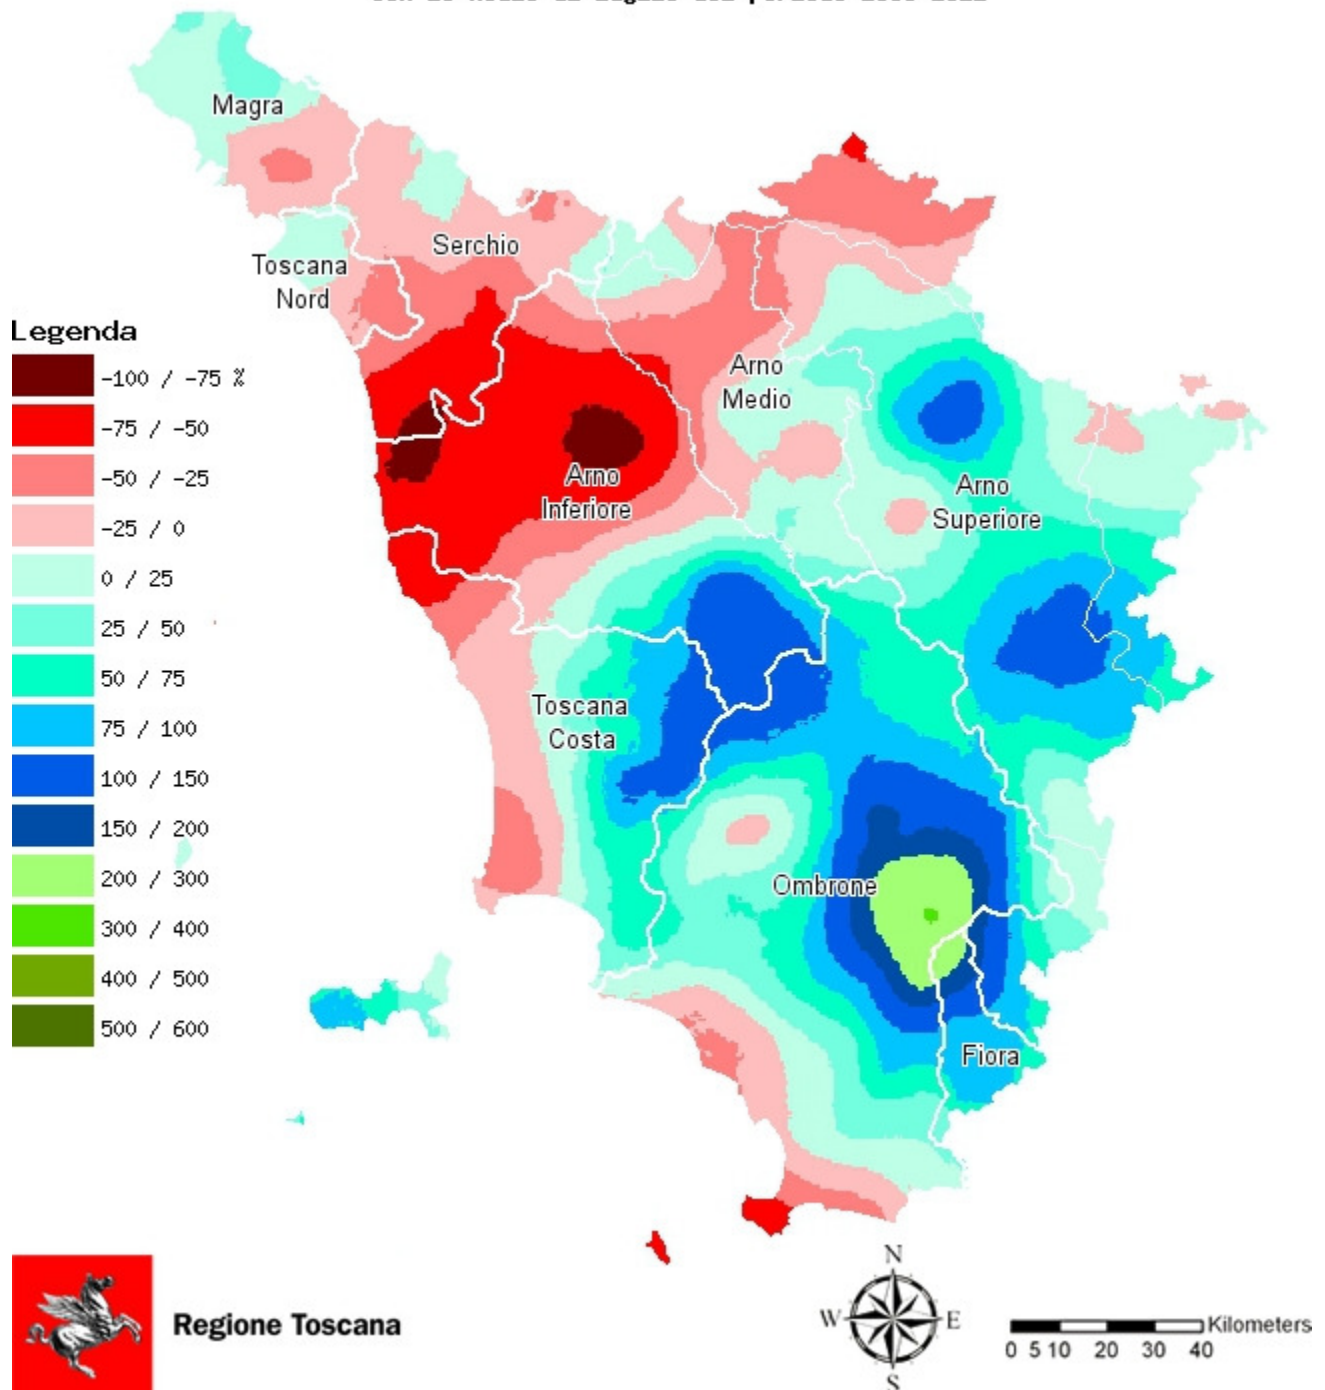 Magra
Serchio
Toscana
Nord
Legenda
-100 / -75 %
-75 / -50
-50 / -25
-25 / 0
0 / 25
25 / 50
50 / 75
75 / 100
100 / 150
150 / 200
200 / 300
300 / 400
400 / 500
500 / 600
Arno
Medio
Arno
Inferiore
Arno
Superiore
Toscana
Costa
Ombrone
Fiora
Regione Toscana
N
W
E
S
Kilometers
0 5 10 20 30 40